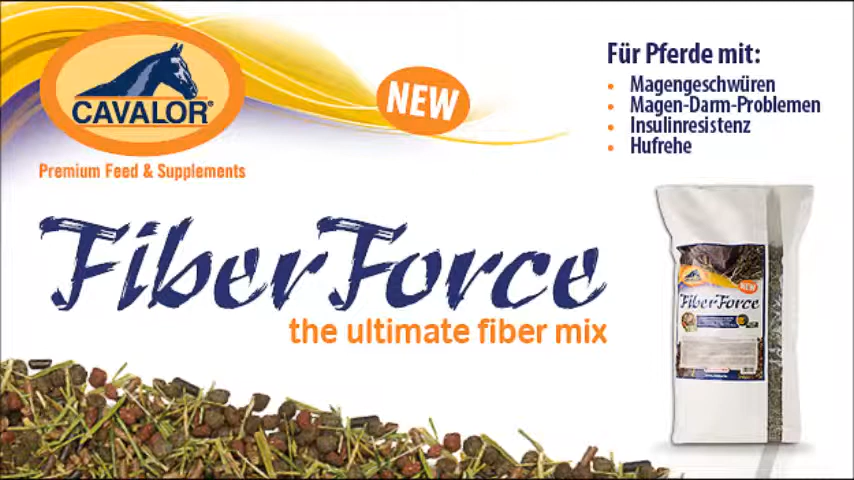 CAVALOR®
Premium Feed & Supplements
NEW
Für Pferde mit:
• Magengeschwüren
• Magen-Darm-Problemen
• Insulinresistenz
• Hufrehe
FiberForce
the ultimate fiber mix
NEW
FiberForce